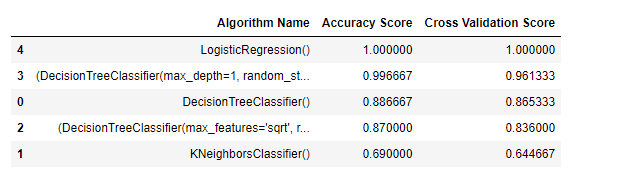 Algorithm Name Accuracy Score Cross Validation Score
4 LogisticRegression() 1.000000 1.000000
3 (DecisionTreeClassifier(max_depth=1, random_st... 0.996667 0.961333
0 DecisionTreeClassifier() 0.886667 0.865333
2 (DecisionTreeClassifier(max_features='sqrt', r... 0.870000 0.836000
1 KNeighborsClassifier() 0.690000 0.644667